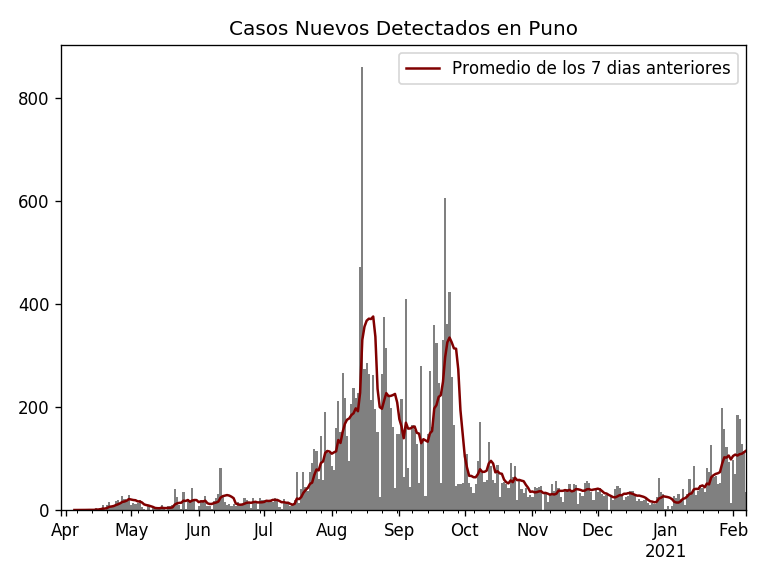 Casos Nuevos Detectados en Puno
Promedio de los 7 dias anteriores
800
600
400
200
0
Apr May Jun Jul Aug Sep Oct Nov Dec Jan Feb
2021